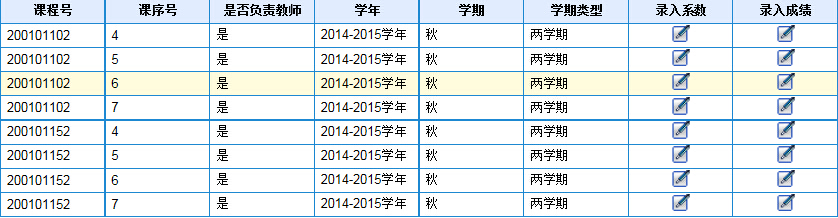 课程号 课序号 是否负责教师 学年 学期 学期类型 录入系数 录入成绩
200101102 4 是 2014-2015学年 秋 两学期
200101102 5 是 2014-2015学年 秋 两学期
200101102 6 是 2014-2015学年 秋 两学期
200101102 7 是 2014-2015学年 秋 两学期
200101152 4 是 2014-2015学年 秋 两学期
200101152 5 是 2014-2015学年 秋 两学期
200101152 6 是 2014-2015学年 秋 两学期
200101152 7 是 2014-2015学年 秋 两学期